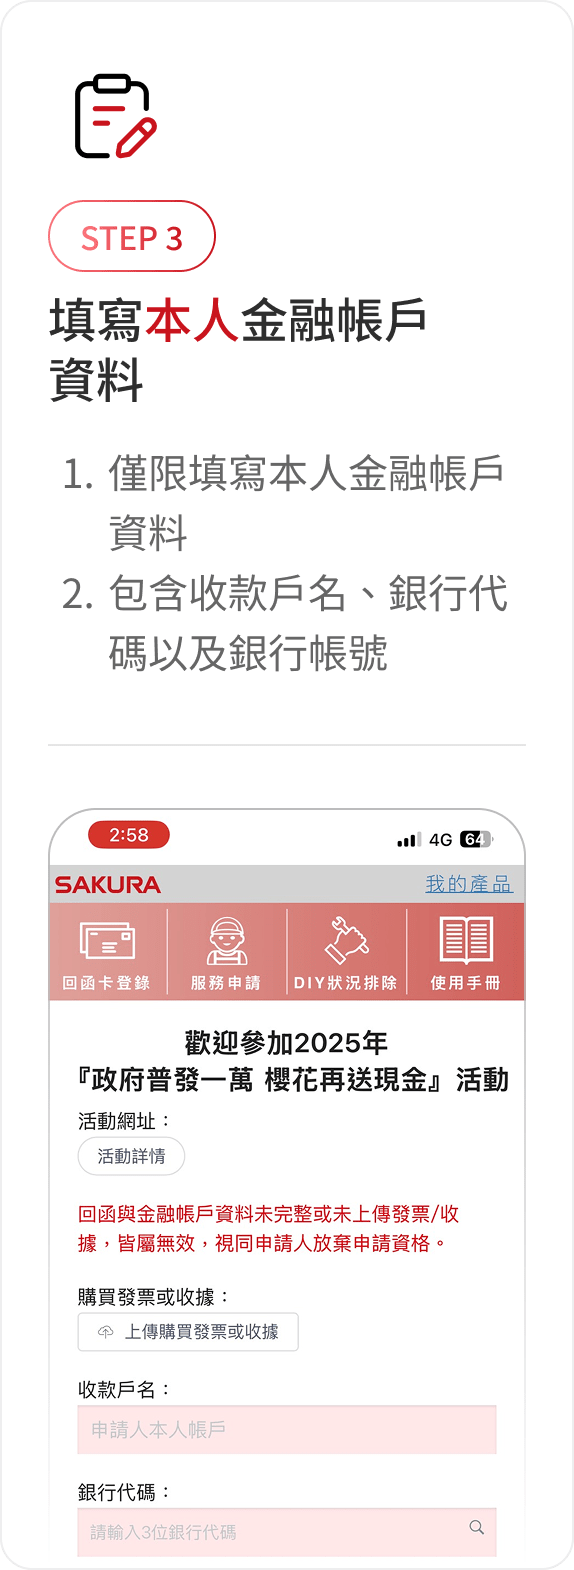 STEP 3
填寫本人金融帳戶
資料
1. 僅限填寫本人金融帳戶
資料
2. 包含收款戶名、銀行代
碼以及銀行帳號
2:58
4G 64
SAKURA
我的產品
回函卡登錄 服務申請 DIY狀況排除 使用手冊
歡迎參加2025年
『政府普發一萬 櫻花再送現金』活動
活動網址：
活動詳情
回函與金融帳戶資料未完整或未上傳發票/收
據，皆屬無效，視同申請人放棄申請資格。
購買發票或收據：
上傳購買發票或收據
收款戶名：
申請人本人帳戶
銀行代碼：
請輸入3位銀行代碼